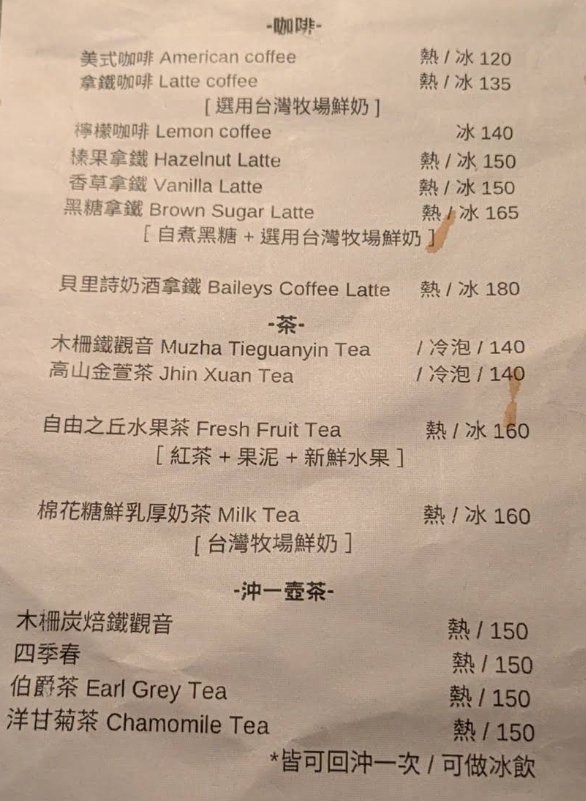 -咖啡-
美式咖啡 American coffee 熱 / 冰 120
拿鐵咖啡 Latte coffee 熱 / 冰 135
[ 選用台灣牧場鮮奶 ]
檸檬咖啡 Lemon coffee 冰 140
榛果拿鐵 Hazelnut Latte 熱 / 冰 150
香草拿鐵 Vanilla Latte 熱 / 冰 150
黑糖拿鐵 Brown Sugar Latte 熱 / 冰 165
[ 自煮黑糖 + 選用台灣牧場鮮奶 ]
貝里詩奶酒拿鐵 Baileys Coffee Latte 熱 / 冰 180
-茶-
木柵鐵觀音 Muzha Tieguanyin Tea / 冷泡 / 140
高山金萱茶 Jhin Xuan Tea / 冷泡 / 140
自由之丘水果茶 Fresh Fruit Tea 熱 / 冰 160
[ 紅茶 + 果泥 + 新鮮水果 ]
棉花糖鮮乳厚奶茶 Milk Tea 熱 / 冰 160
[ 台灣牧場鮮奶 ]
-沖一壺茶-
木柵炭焙鐵觀音 熱 / 150
四季春 熱 / 150
伯爵茶 Earl Grey Tea 熱 / 150
洋甘菊茶 Chamomile Tea 熱 / 150
*皆可回沖一次 / 可做冰飲